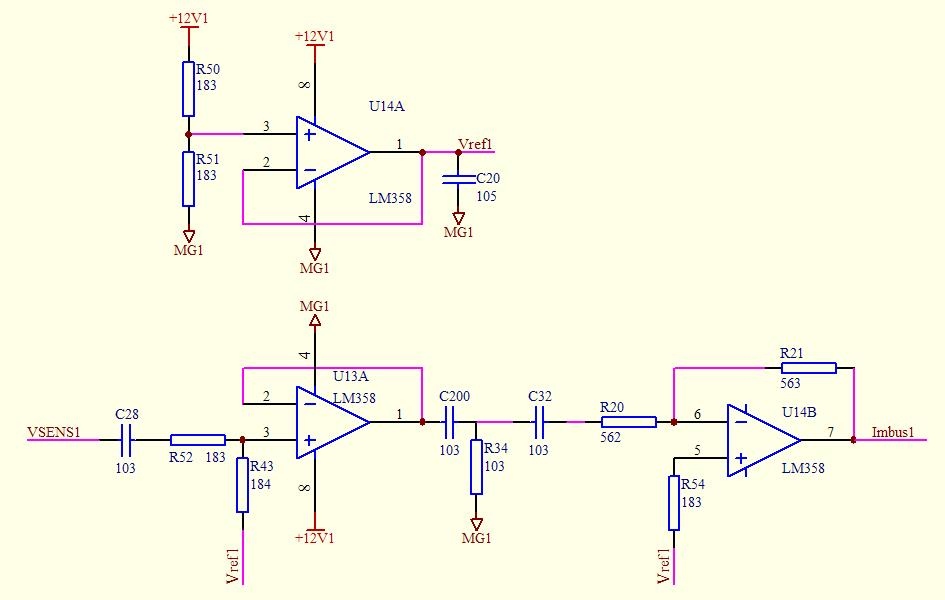 +12V1
+12V1
R50
183
8
U14A
3
1
Vref1
2
R51
183
C20
105
LM358
4
MG1
MG1
MG1
MG1
4
R21
563
U13A
LM358
2
C28
103
VSENS1
R52 183
3
1
C200
103
C32
103
R20
562
6
U14B
7
Imbus1
5
LM358
R43
184
R34
103
R54
183
8
+12V1
MG1
Vref1
Vref1